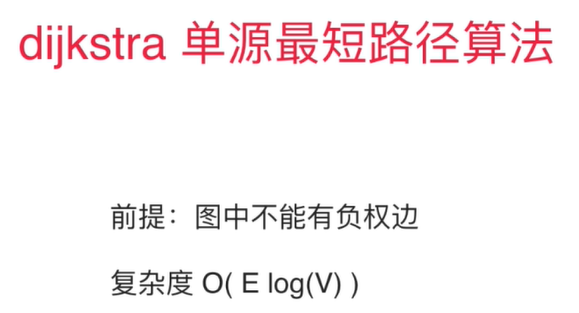 dijkstra 单源最短路径算法
前提：图中不能有负权边
复杂度 O( E log(V) )